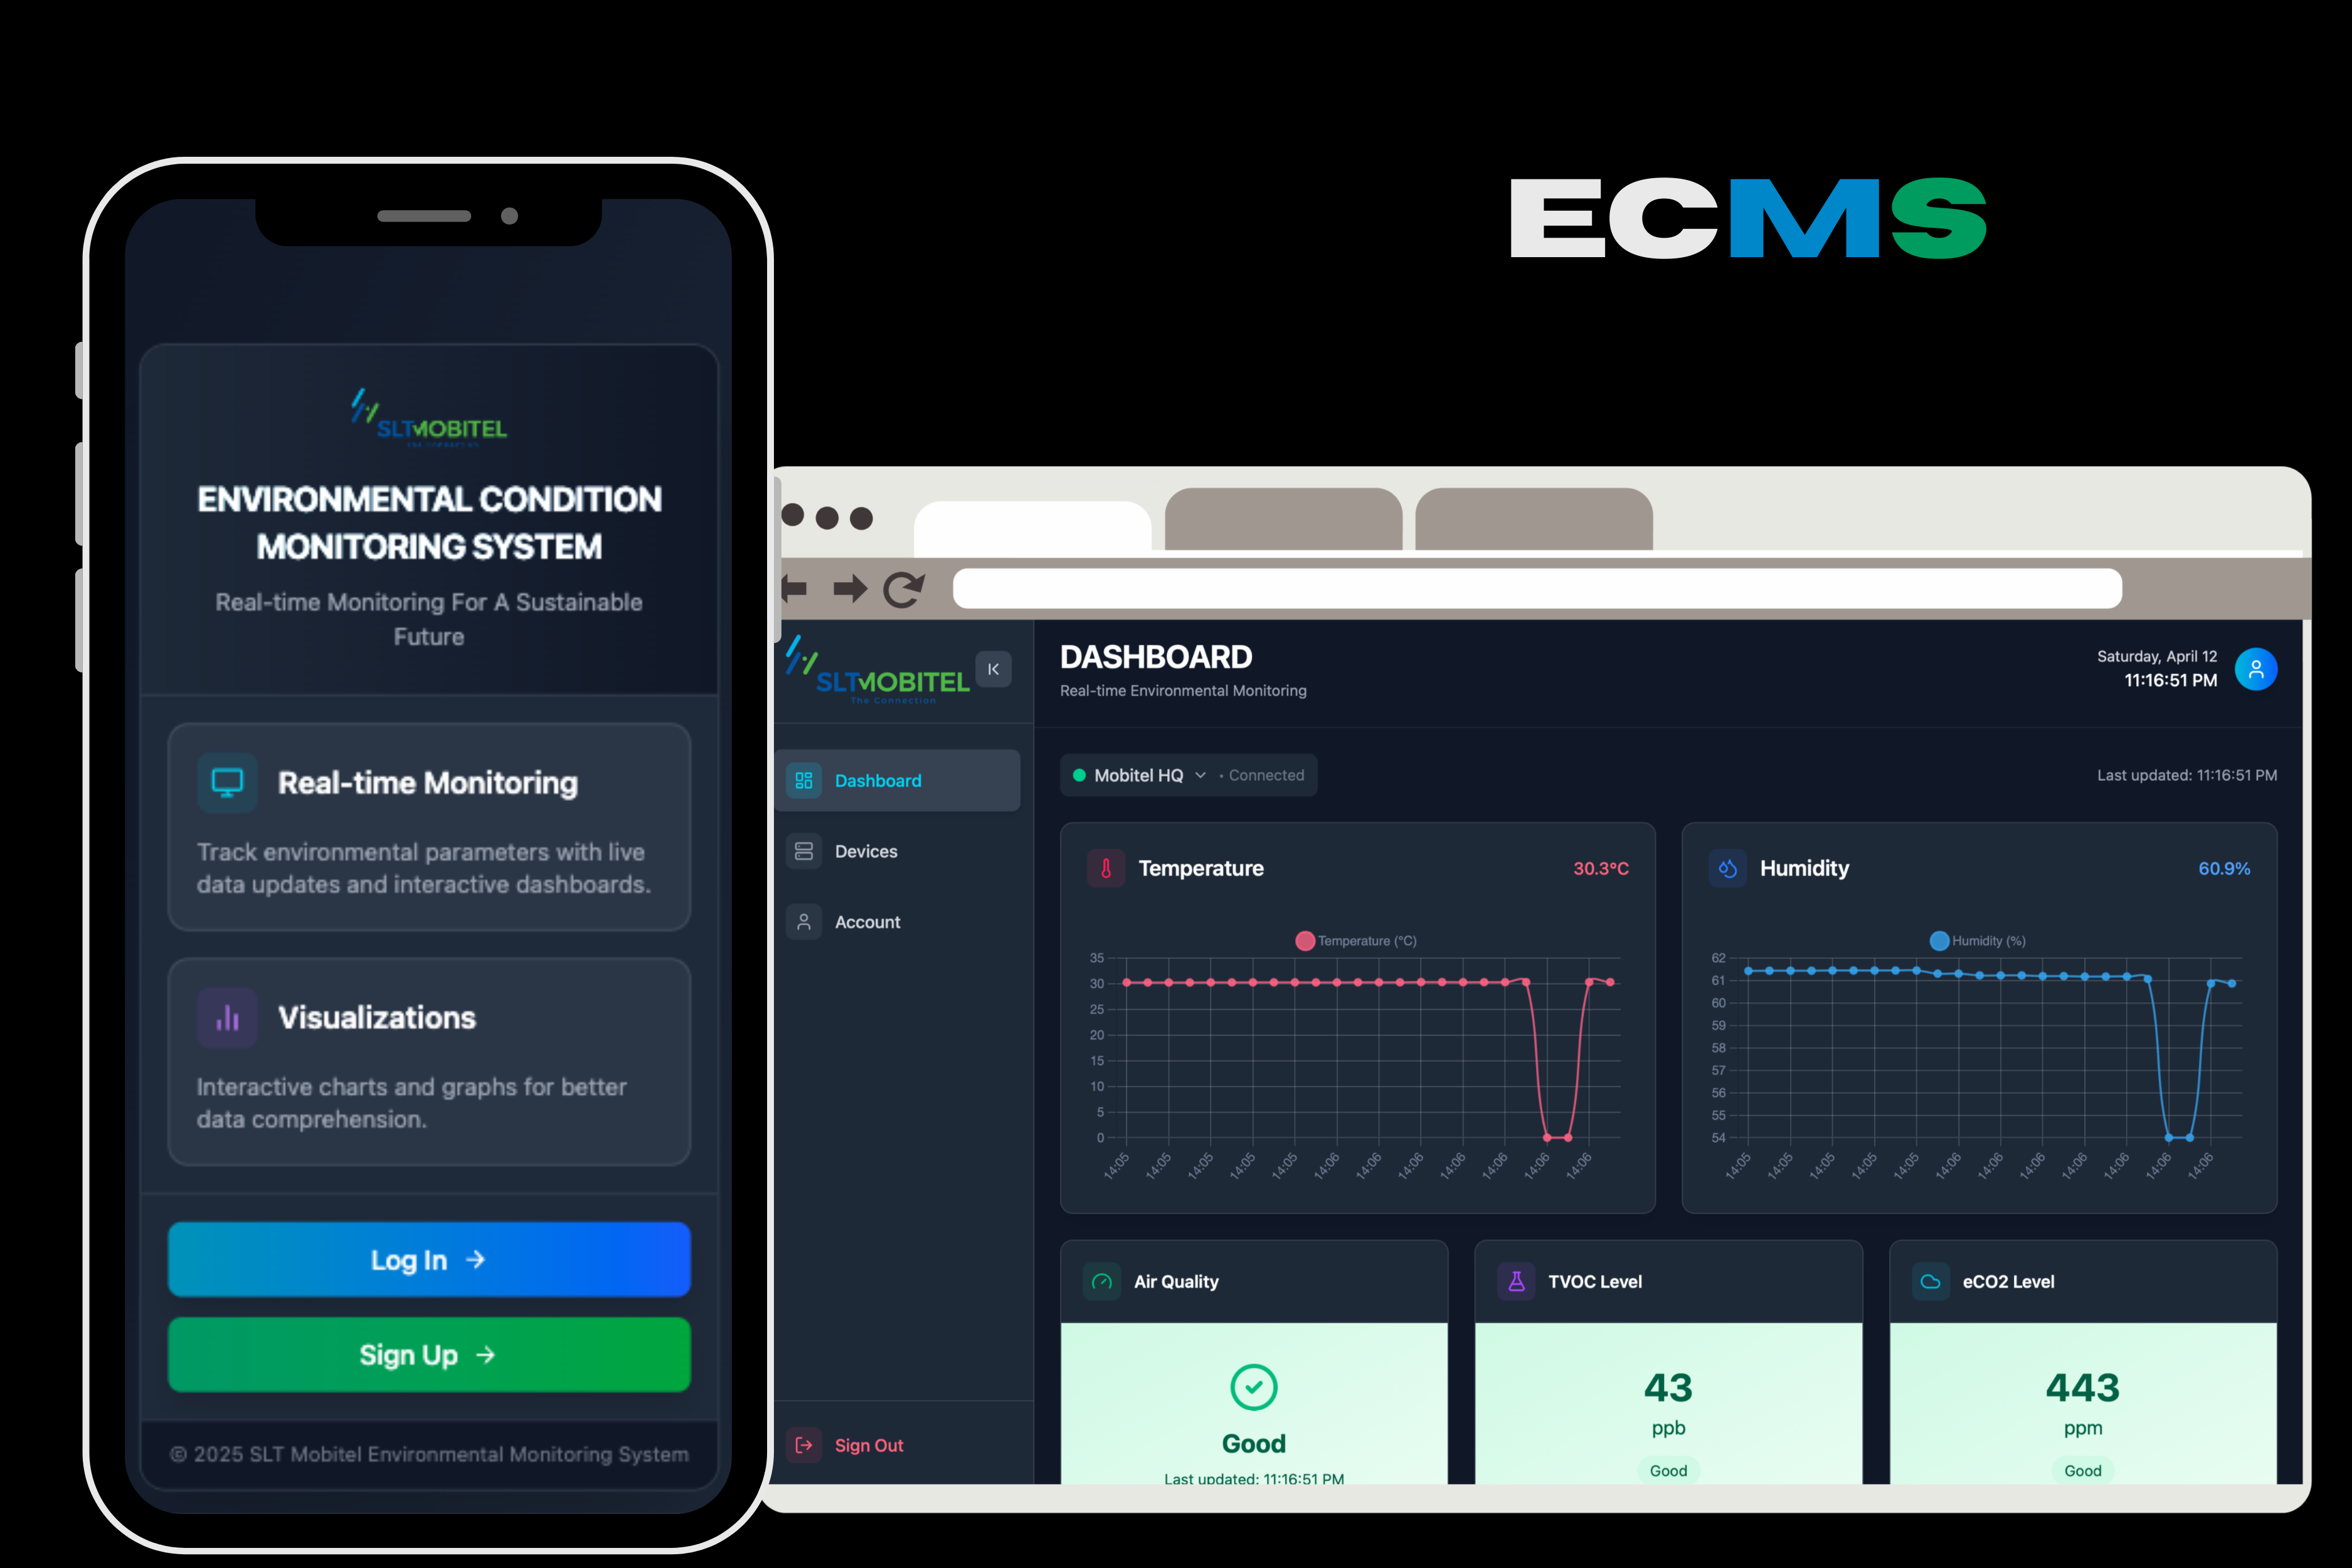 ECMS
SLTMOBITEL
ENVIRONMENTAL CONDITION
MONITORING SYSTEM
Real-time Monitoring For A Sustainable
Future
Real-time Monitoring
Track environmental parameters with live
data updates and interactive dashboards.
Visualizations
Interactive charts and graphs for better
data comprehension.
Log In →
Sign Up →
© 2025 SLT Mobitel Environmental Monitoring System
SLTMOBITEL
The Connection
Dashboard
Devices
Account
Sign Out
DASHBOARD
Real-time Environmental Monitoring
Saturday, April 12
11:16:51 PM
Mobitel HQ • Connected
Last updated: 11:16:51 PM
Temperature 30.3°C
Temperature (°C)
35
30
25
20
15
10
5
0
14:05 14:05 14:05 14:05 14:05 14:06 14:06 14:06 14:06 14:06 14:06 14:06
Humidity 60.9%
Humidity (%)
62
61
60
59
58
57
56
55
54
14:05 14:05 14:05 14:05 14:05 14:06 14:06 14:06 14:06 14:06 14:06 14:06
Air Quality
Good
Last updated: 11:16:51 PM
TVOC Level
43
ppb
Good
eCO2 Level
443
ppm
Good